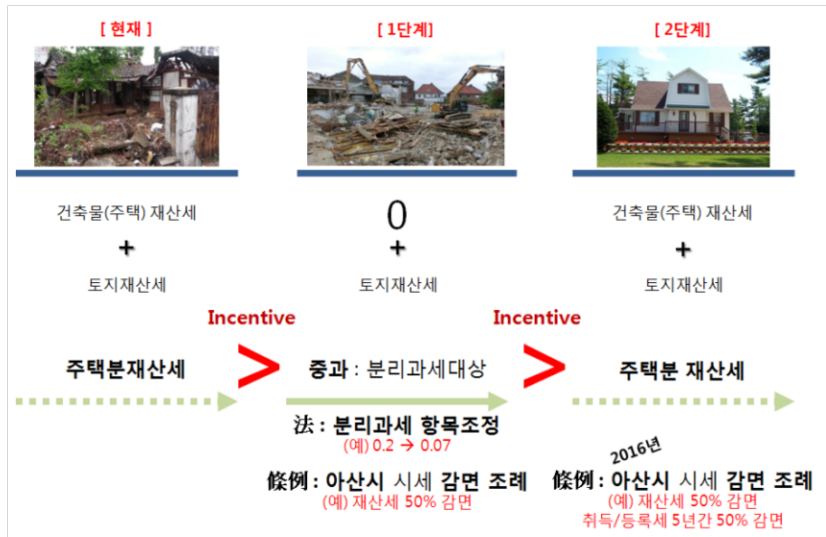 [ 현재 ]
[ 1단계]
[ 2단계]
건축물(주택) 재산세
+
토지재산세
0
+
토지재산세
건축물(주택) 재산세
+
토지재산세
Incentive
Incentive
주택분재산세
>
중과 : 분리과세대상
>
주택분 재산세
法 : 분리과세 항목조정
(예) 0.2 → 0.07
條例 : 아산시 시세 감면 조례
(예) 재산세 50% 감면
2016년
條例 : 아산시 시세 감면 조례
(예) 재산세 50% 감면
취득/등록세 5년간 50% 감면